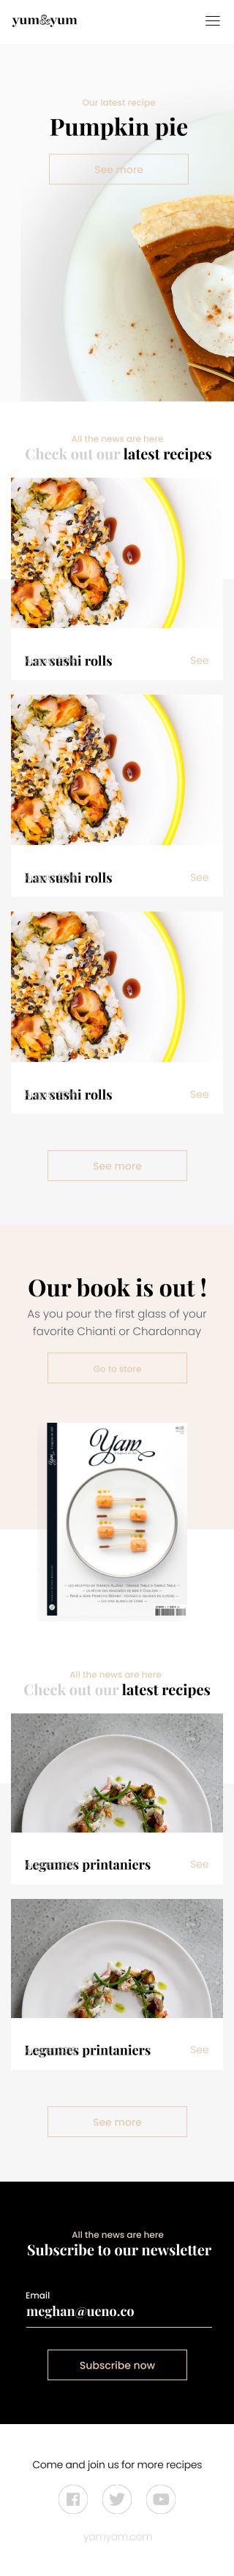 yum&yum
Our latest recipe
Pumpkin pie
See more
All the news are here
Check out our latest recipes
Lax sushi rolls
See
Lax sushi rolls
See
Lax sushi rolls
See
See more
Our book is out !
As you pour the first glass of your
favorite Chianti or Chardonnay
Go to store
Yam
All the news are here
Check out our latest recipes
Legumes printaniers
See
Legumes printaniers
See
See more
All the news are here
Subscribe to our newsletter
Email
meghan@ueno.co
Subscribe now
Come and join us for more recipes
yamyam.com